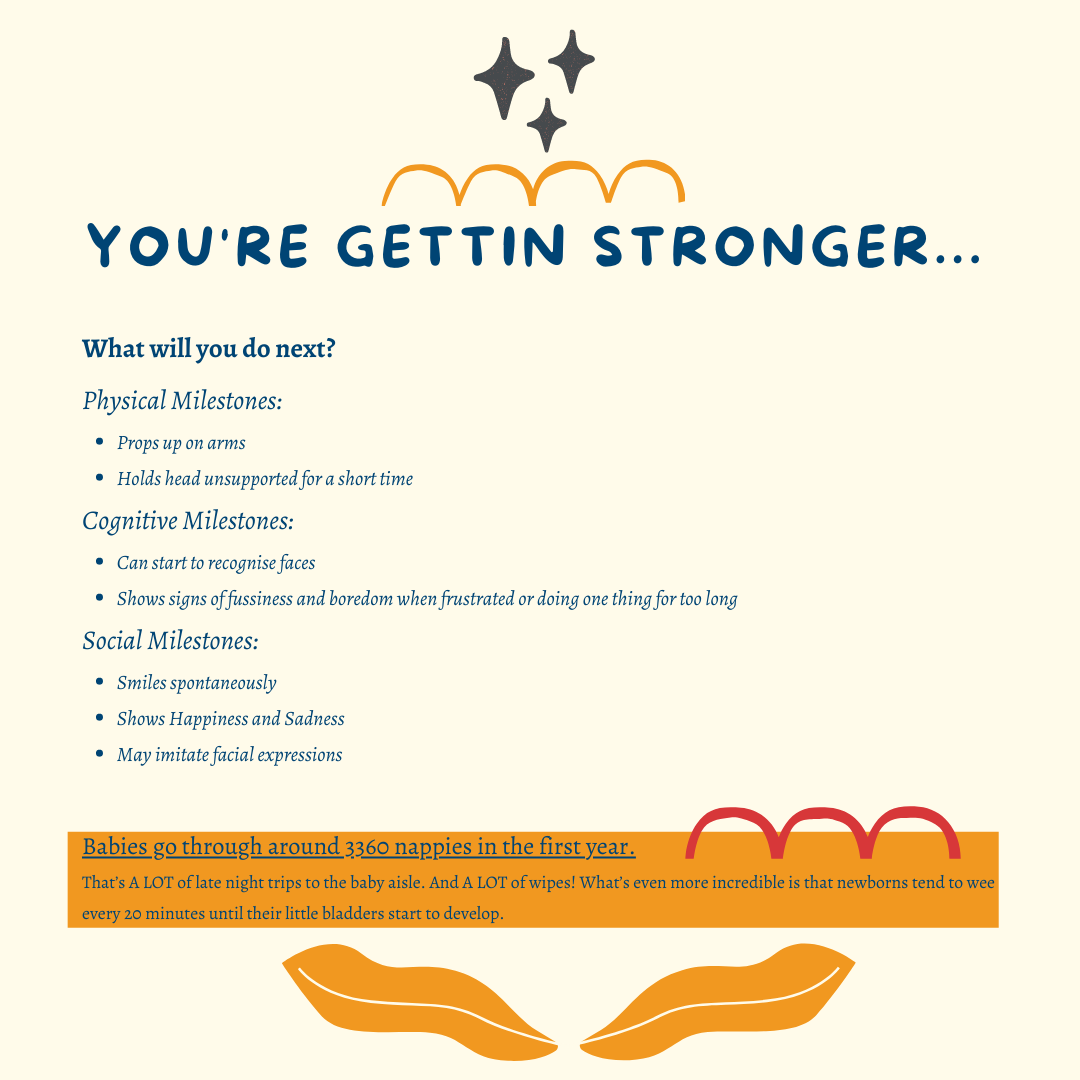 YOU'RE GETTIN STRONGER...
What will you do next?
Physical Milestones:
• Props up on arms
• Holds head unsupported for a short time
Cognitive Milestones:
• Can start to recognise faces
• Shows signs of fussiness and boredom when frustrated or doing one thing for too long
Social Milestones:
• Smiles spontaneously
• Shows Happiness and Sadness
• May imitate facial expressions
Babies go through around 3360 nappies in the first year.
That's A LOT of late night trips to the baby aisle. And A LOT of wipes! What's even more incredible is that newborns tend to wee
every 20 minutes until their little bladders start to develop.